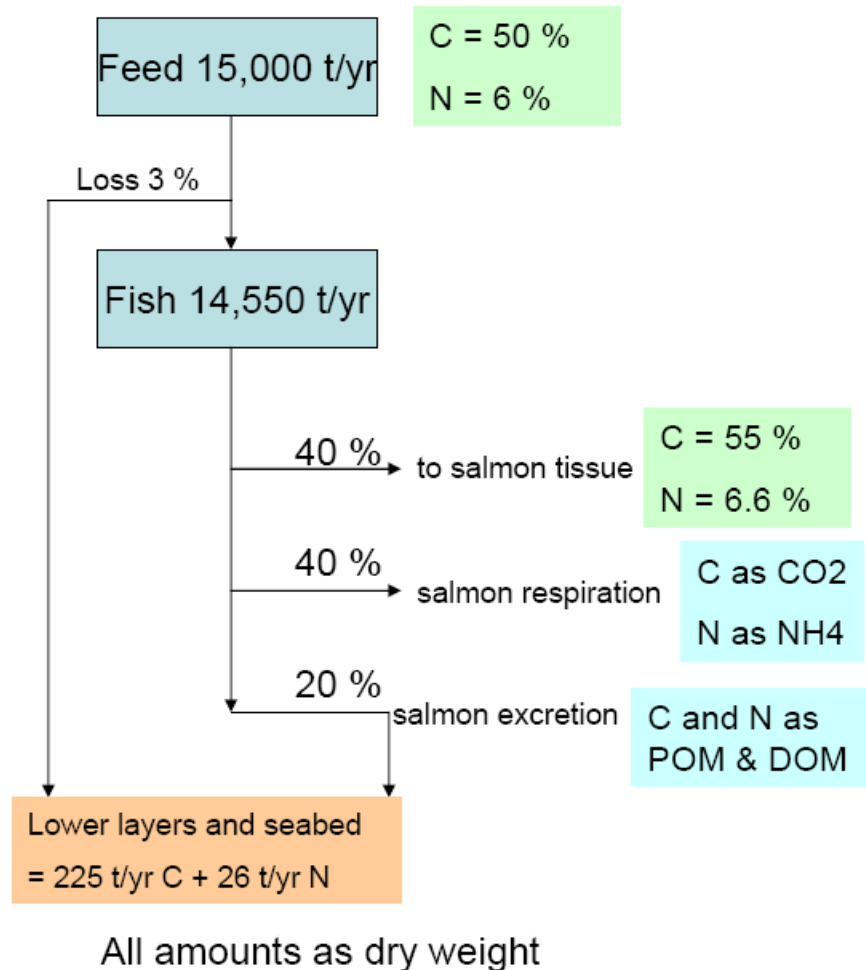 Feed 15,000 t/yr
C = 50 %
N = 6 %
Loss 3 %
Fish 14,550 t/yr
40 %
to salmon tissue
C = 55 %
N = 6.6 %
40 %
salmon respiration
C as CO2
N as NH4
20 %
salmon excretion
C and N as
POM & DOM
Lower layers and seabed
= 225 t/yr C + 26 t/yr N
All amounts as dry weight